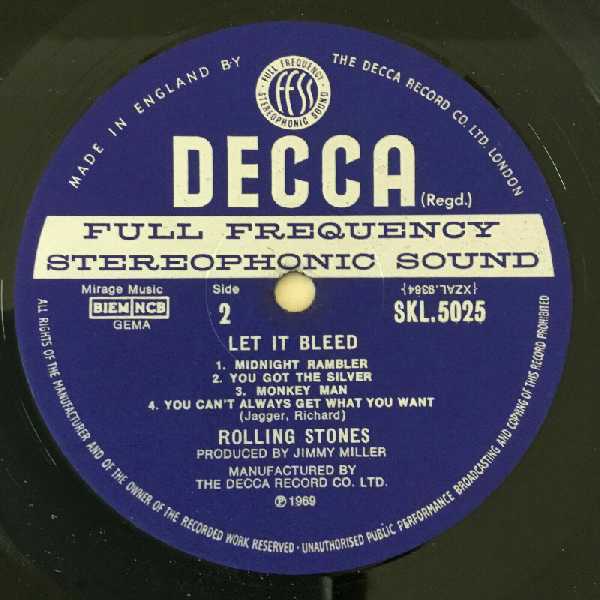 MADE IN ENGLAND BY
THE DECCA RECORD CO. LTD. LONDON
FULL FREQUENCY
FFSS
STEREOPHONIC SOUND
DECCA
(Regd.)
FULL FREQUENCY
STEREOPHONIC SOUND
Mirage Music
BIEM NCB
GEMA
Side
2
{XZAL.9364}
SKL.5025
LET IT BLEED
1. MIDNIGHT RAMBLER
2. YOU GOT THE SILVER
3. MONKEY MAN
4. YOU CAN'T ALWAYS GET WHAT YOU WANT
(Jagger, Richard)
ROLLING STONES
PRODUCED BY JIMMY MILLER
MANUFACTURED BY
THE DECCA RECORD CO. LTD.
℗ 1969
ALL RIGHTS OF THE MANUFACTURER AND OF THE OWNER OF THE RECORDED WORK RESERVED · UNAUTHORISED PUBLIC PERFORMANCE BROADCASTING AND COPYING OF THIS RECORD PROHIBITED